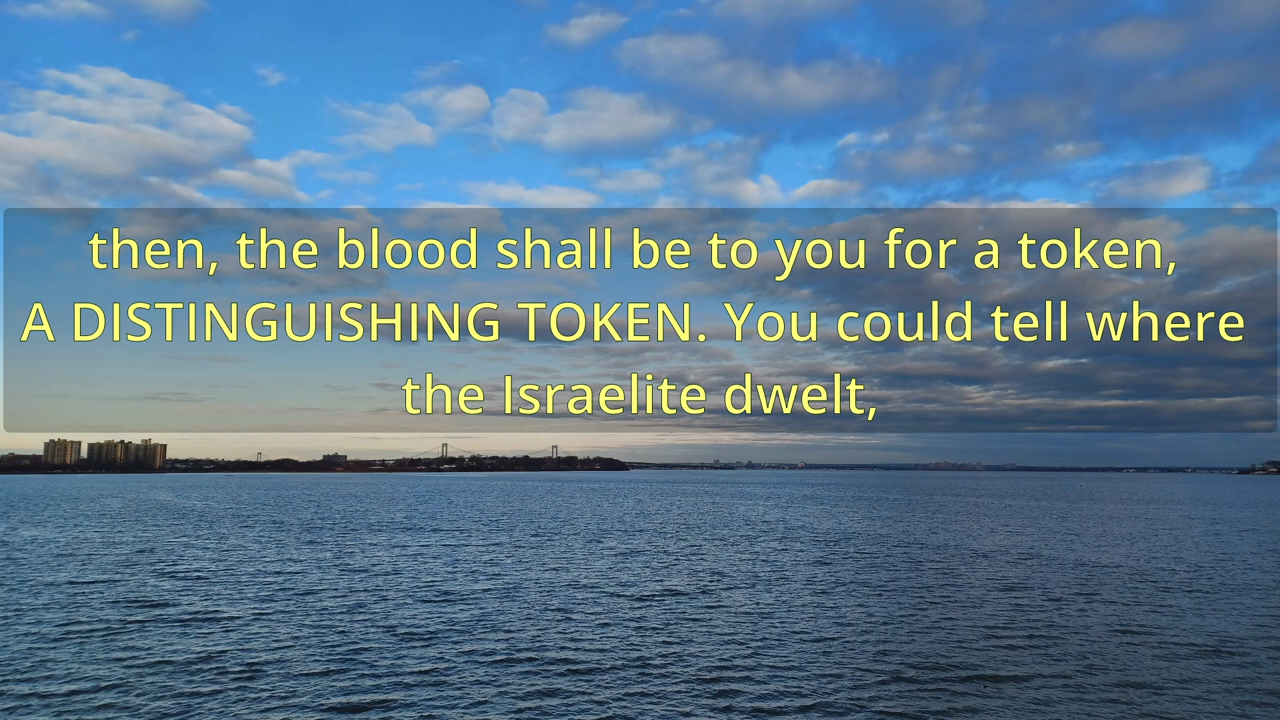 then, the blood shall be to you for a token,
A DISTINGUISHING TOKEN. You could tell where
the Israelite dwelt,